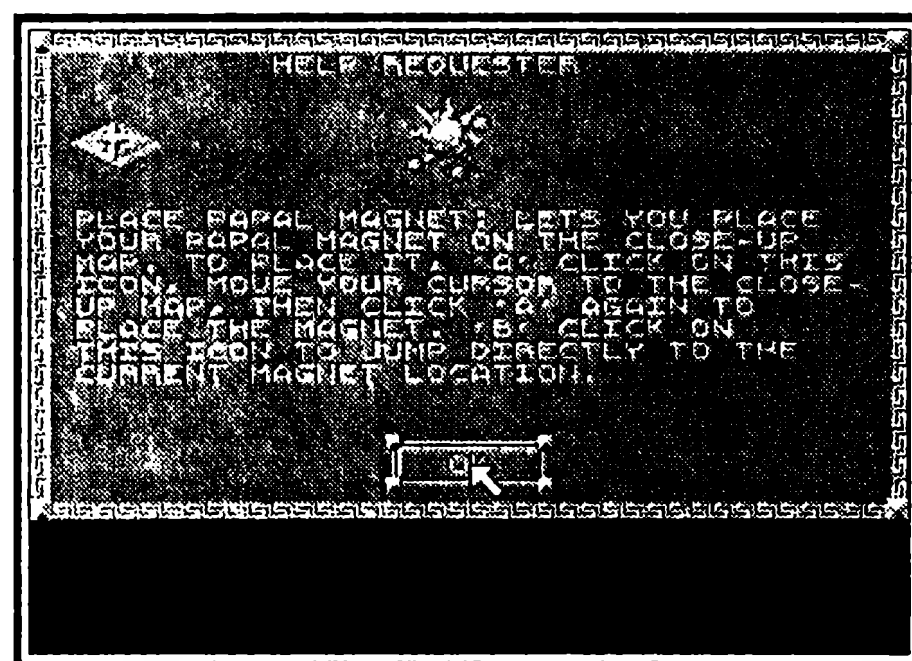 HELP REQUESTER
PLACE PAPAL MAGNET: LETS YOU PLACE
YOUR PAPAL MAGNET ON THE CLOSE-UP
MAP. TO PLACE IT, 'A' CLICK ON THIS
ICON, MOVE YOUR CURSOR TO THE CLOSE-
UP MAP, THEN CLICK 'A' AGAIN TO
PLACE THE MAGNET. 'B' CLICK ON
THIS ICON TO JUMP DIRECTLY TO THE
CURRENT MAGNET LOCATION.
OK